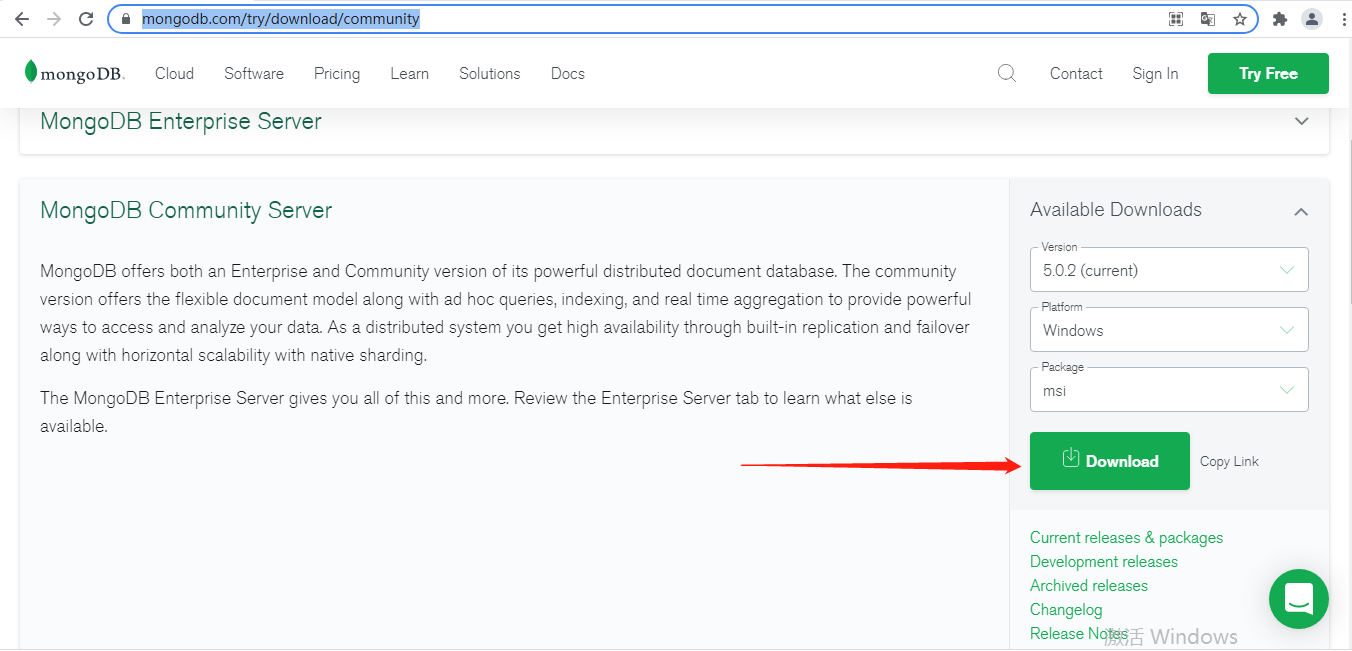 mongodb.com/try/download/community
mongoDB.
Cloud
Software
Pricing
Learn
Solutions
Docs
Contact
Sign In
Try Free
MongoDB Enterprise Server
MongoDB Community Server
MongoDB offers both an Enterprise and Community version of its powerful distributed document database. The community
version offers the flexible document model along with ad hoc queries, indexing, and real time aggregation to provide powerful
ways to access and analyze your data. As a distributed system you get high availability through built-in replication and failover
along with horizontal scalability with native sharding.
The MongoDB Enterprise Server gives you all of this and more. Review the Enterprise Server tab to learn what else is
available.
Available Downloads
Version
5.0.2 (current)
Platform
Windows
Package
msi
Download
Copy Link
Current releases & packages
Development releases
Archived releases
Changelog
Release Notes
激活 Windows